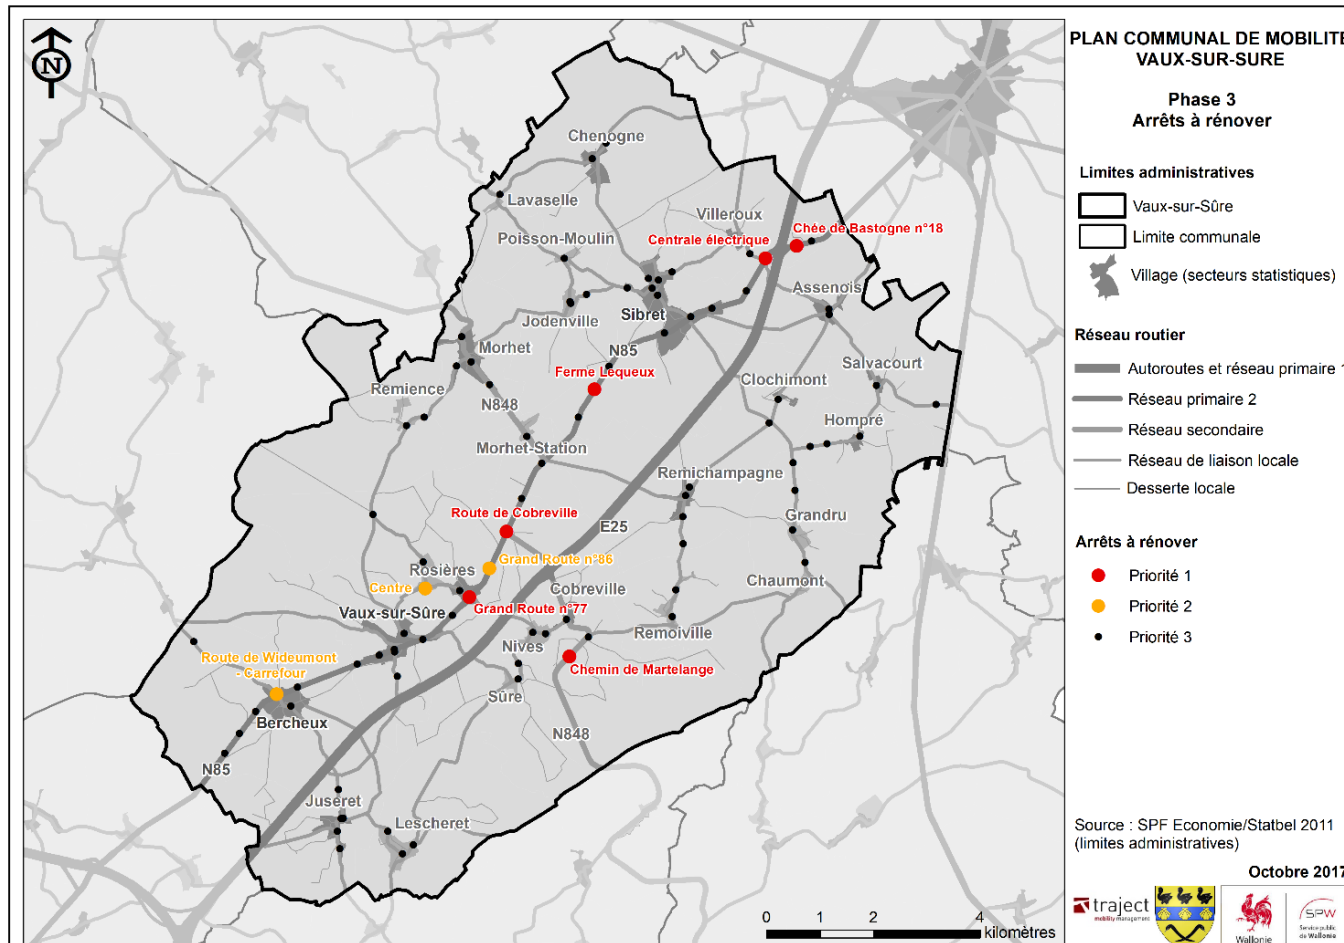 N
PLAN COMMUNAL DE MOBILITE
VAUX-SUR-SURE
Phase 3
Arrêts à rénover
Limites administratives
Vaux-sur-Sûre
Limite communale
Village (secteurs statistiques)
Réseau routier
Autoroutes et réseau primaire 1
Réseau primaire 2
Réseau secondaire
Réseau de liaison locale
Desserte locale
Arrêts à rénover
Priorité 1
Priorité 2
Priorité 3
Source : SPF Economie/Statbel 2011
(limites administratives)
Octobre 2017
traject
mobility management
Wallonie
SPW
Service public
de Wallonie
Chenogne
Lavaselle
Villeroux
Chée de Bastogne n°18
Poisson-Moulin
Centrale électrique
Assenois
Sibret
Jodenville
N85
Morhet
Salvacourt
Ferme Lequeux
Clochimont
Remience
N848
Hompré
Morhet-Station
Remichampagne
Route de Cobreville
Grandru
E25
Grand Route n°86
Rosières
Chaumont
Centre
Cobreville
Grand Route n°77
Vaux-sur-Sûre
Remoiville
Nives
Route de Wideumont
- Carrefour
Chemin de Martelange
Sûre
Bercheux
N848
N85
Juseret
Lescheret
0 1 2 4
kilomètres